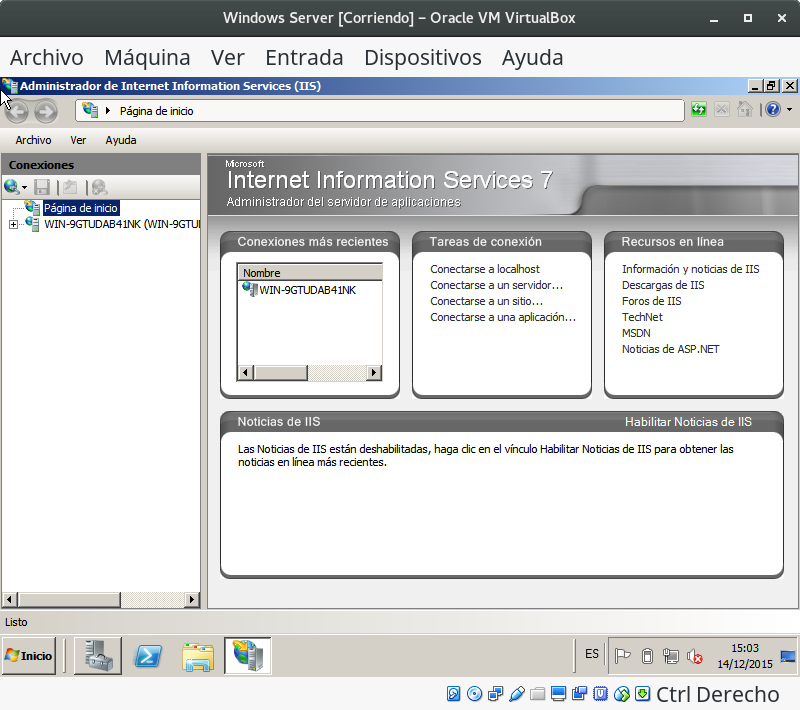 Windows Server [Corriendo] – Oracle VM VirtualBox
Archivo Máquina Ver Entrada Dispositivos Ayuda
Administrador de Internet Information Services (IIS)
Página de inicio
Archivo Ver Ayuda
Conexiones
Página de inicio
WIN-9GTUDAB41NK (WIN-9GTU
Microsoft
Internet Information Services 7
Administrador del servidor de aplicaciones
Conexiones más recientes
Nombre
WIN-9GTUDAB41NK
Tareas de conexión
Conectarse a localhost
Conectarse a un servidor...
Conectarse a un sitio...
Conectarse a una aplicación...
Recursos en línea
Información y noticias de IIS
Descargas de IIS
Foros de IIS
TechNet
MSDN
Noticias de ASP.NET
Noticias de IIS
Habilitar Noticias de IIS
Las Noticias de IIS están deshabilitadas, haga clic en el vínculo Habilitar Noticias de IIS para obtener las
noticias en línea más recientes.
Listo
Inicio
ES
15:03
14/12/2015
Ctrl Derecho